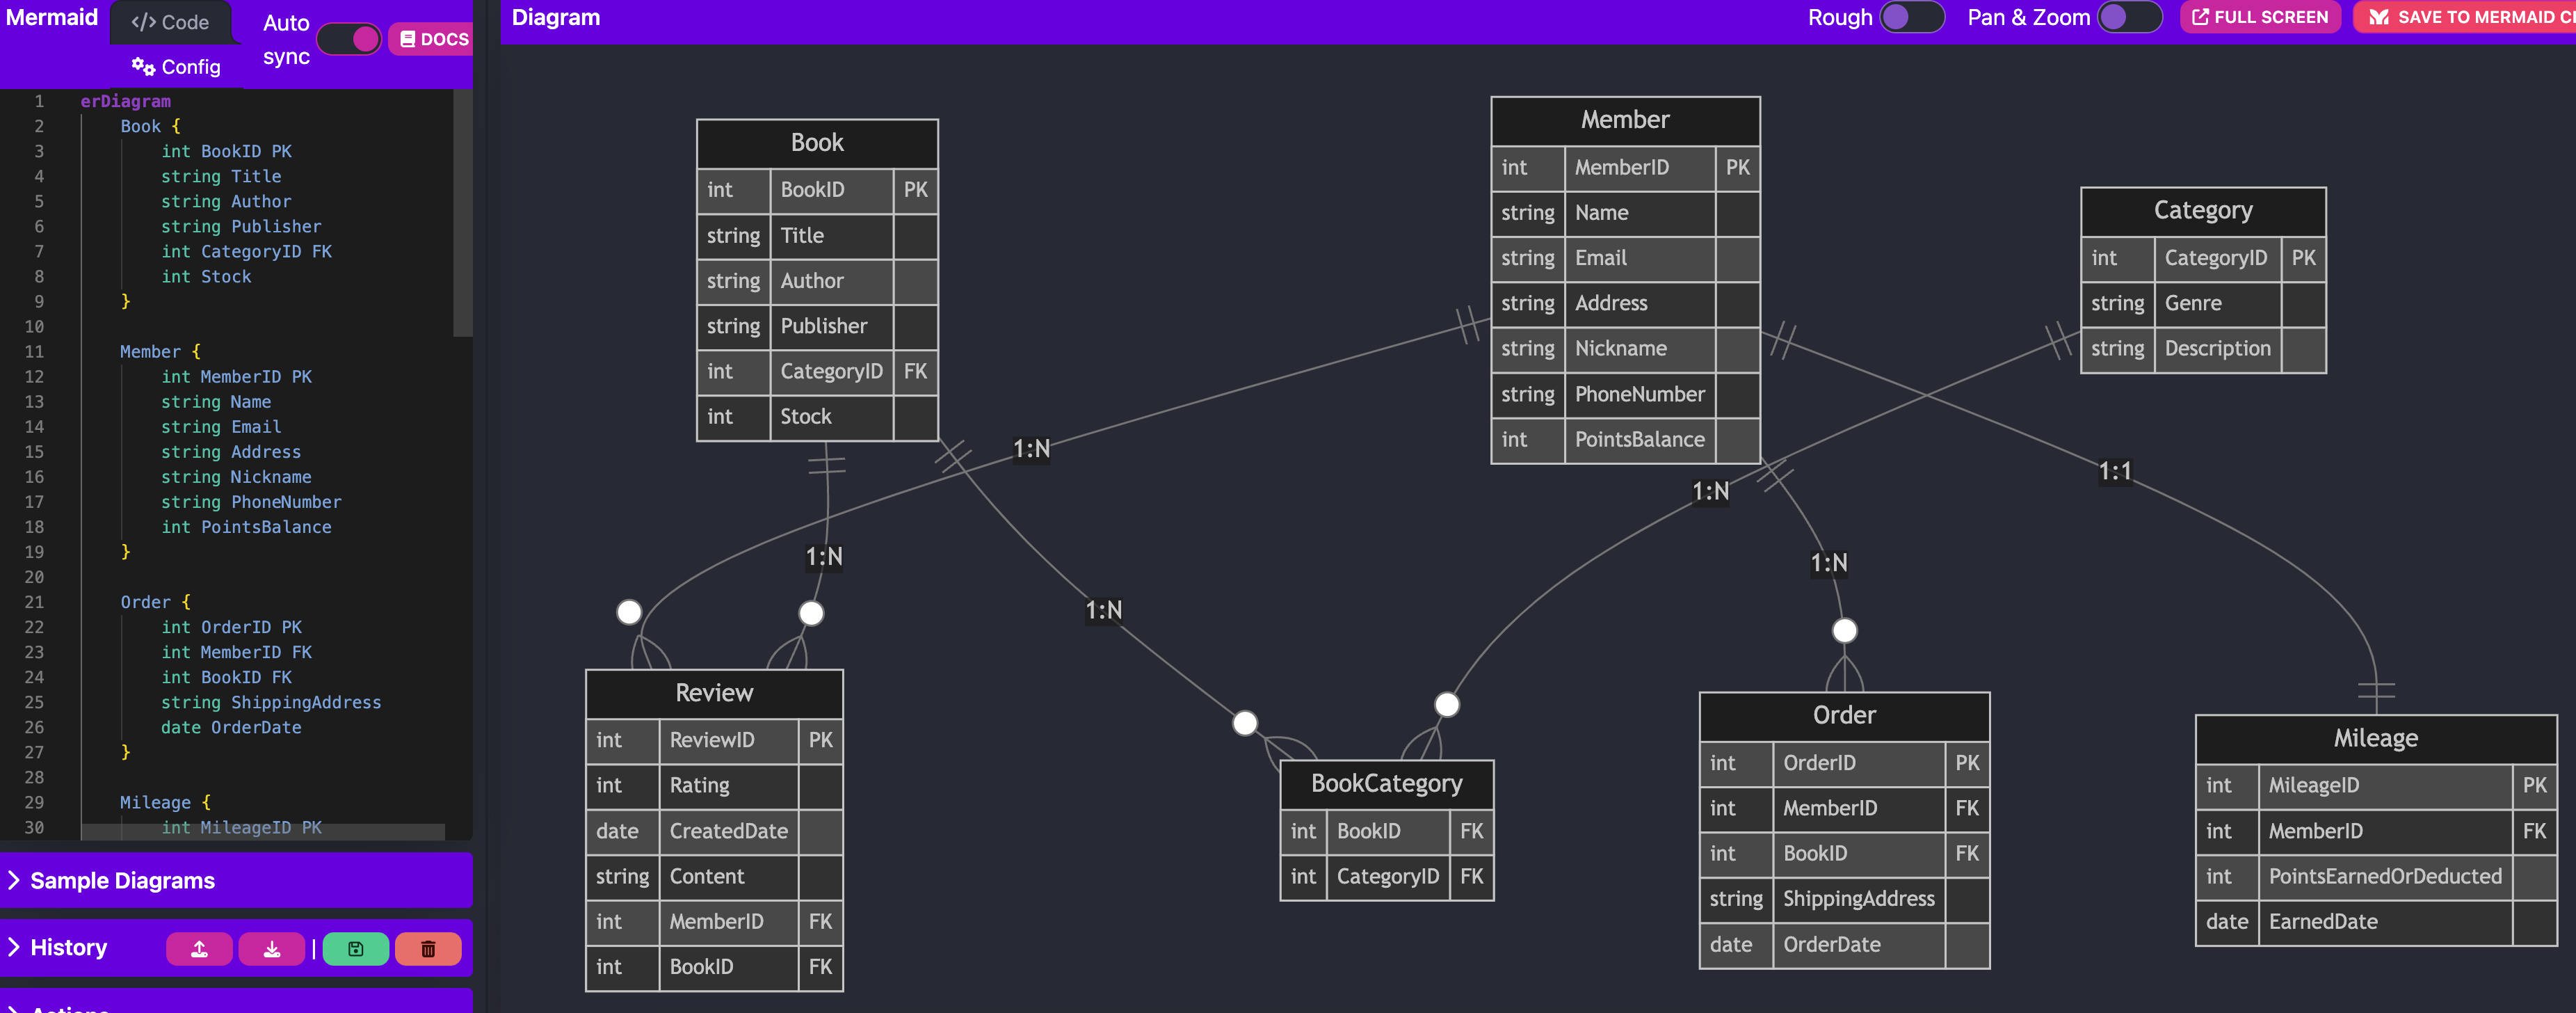 Mermaid
Code
Config
Auto sync
DOCS
1 erDiagram
2 Book {
3 int BookID PK
4 string Title
5 string Author
6 string Publisher
7 int CategoryID FK
8 int Stock
9 }
10
11 Member {
12 int MemberID PK
13 string Name
14 string Email
15 string Address
16 string Nickname
17 string PhoneNumber
18 int PointsBalance
19 }
20
21 Order {
22 int OrderID PK
23 int MemberID FK
24 int BookID FK
25 string ShippingAddress
26 date OrderDate
27 }
28
29 Mileage {
30 int MileageID PK
Sample Diagrams
History
Actions
Diagram
Rough
Pan & Zoom
FULL SCREEN
SAVE TO MERMAID C
Book
int BookID PK
string Title
string Author
string Publisher
int CategoryID FK
int Stock
Member
int MemberID PK
string Name
string Email
string Address
string Nickname
string PhoneNumber
int PointsBalance
Category
int CategoryID PK
string Genre
string Description
1:N
1:N
1:N
1:N
1:N
1:1
Review
int ReviewID PK
int Rating
date CreatedDate
string Content
int MemberID FK
int BookID FK
BookCategory
int BookID FK
int CategoryID FK
Order
int OrderID PK
int MemberID FK
int BookID FK
string ShippingAddress
date OrderDate
Mileage
int MileageID PK
int MemberID FK
int PointsEarnedOrDeducted
date EarnedDate